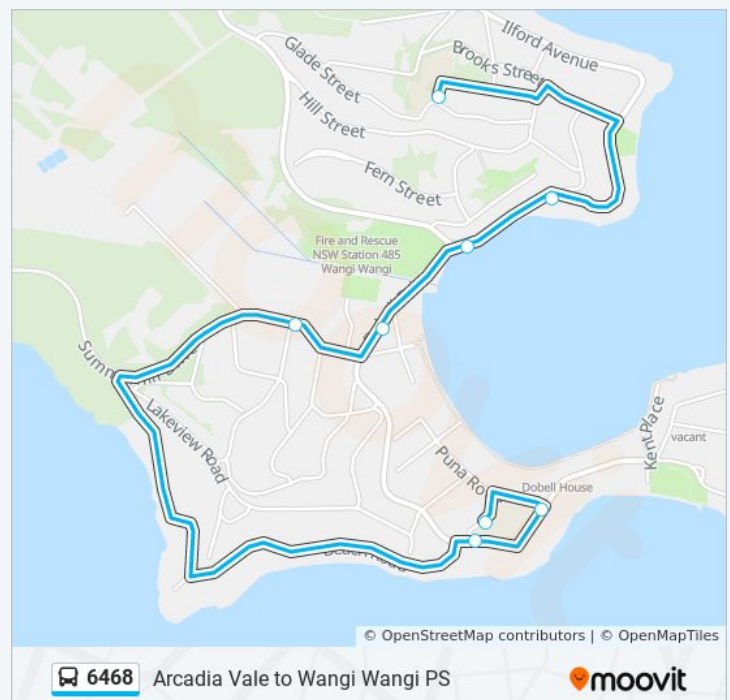 Ilford Avenue
Brooks Street
Glade Street
Hill Street
Fern Street
Fire and Rescue
NSW Station 485
Wangi Wangi
Lakeview Road
Kent Place
vacant
Puna Ro
Dobell House
© OpenStreetMap contributors | © OpenMapTiles
6468 Arcadia Vale to Wangi Wangi PS
moovit